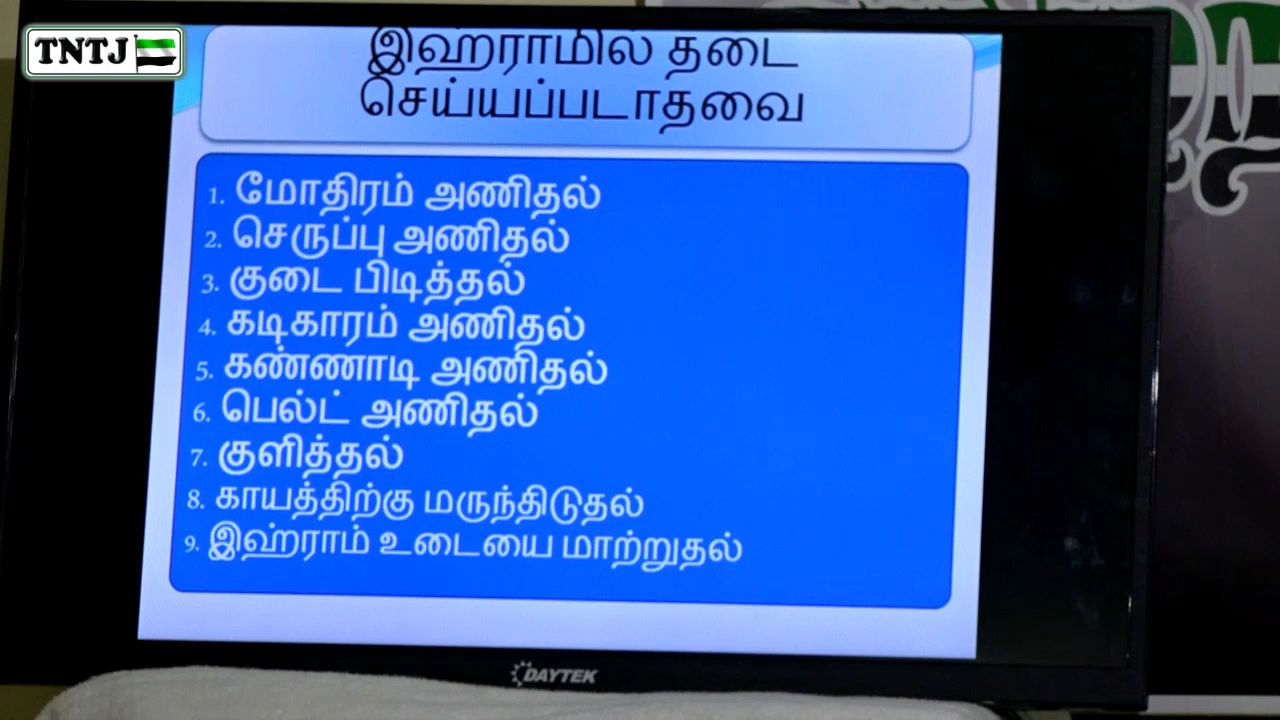 TNTJ
இஹ்ராமில் தடை
செய்யப்படாதவை
1. மோதிரம் அணிதல்
2. செருப்பு அணிதல்
3. குடை பிடித்தல்
4. கடிகாரம் அணிதல்
5. கண்ணாடி அணிதல்
6. பெல்ட் அணிதல்
7. குளித்தல்
8. காயத்திற்கு மருந்திடுதல்
9. இஹ்ராம் உடையை மாற்றுதல்
DAYTEK